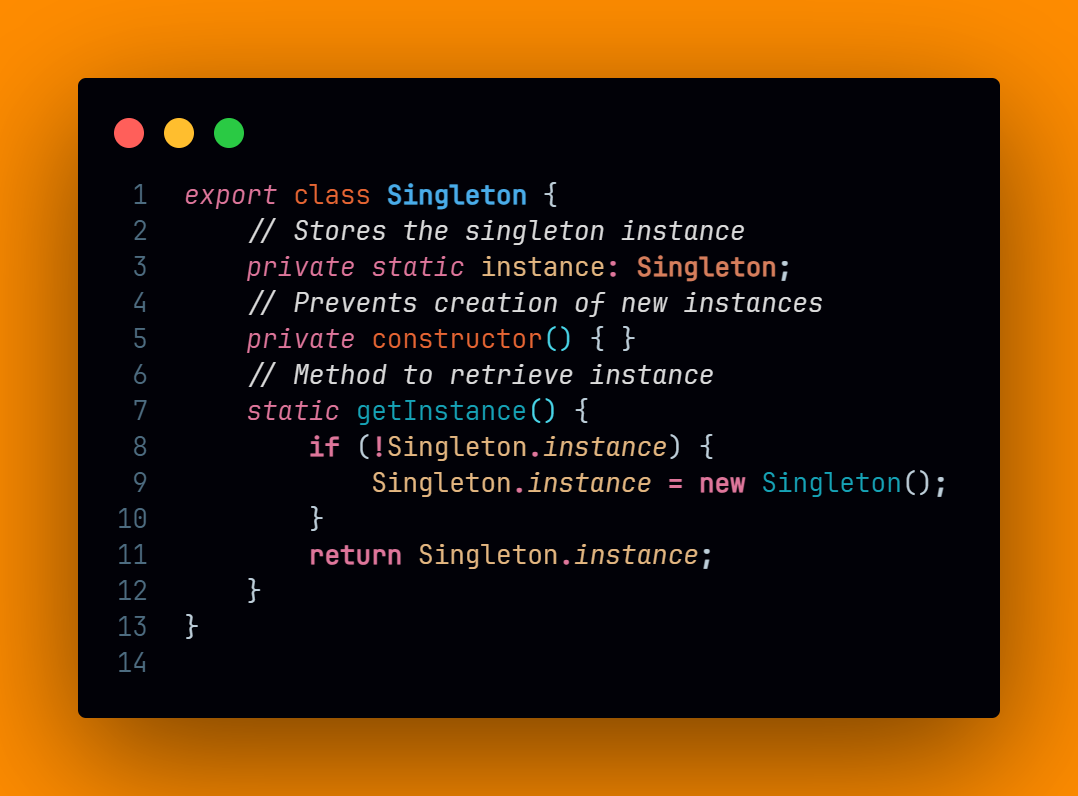 1 export class Singleton {
2     // Stores the singleton instance
3     private static instance: Singleton;
4     // Prevents creation of new instances
5     private constructor() { }
6     // Method to retrieve instance
7     static getInstance() {
8         if (!Singleton.instance) {
9             Singleton.instance = new Singleton();
10         }
11         return Singleton.instance;
12     }
13 }
14